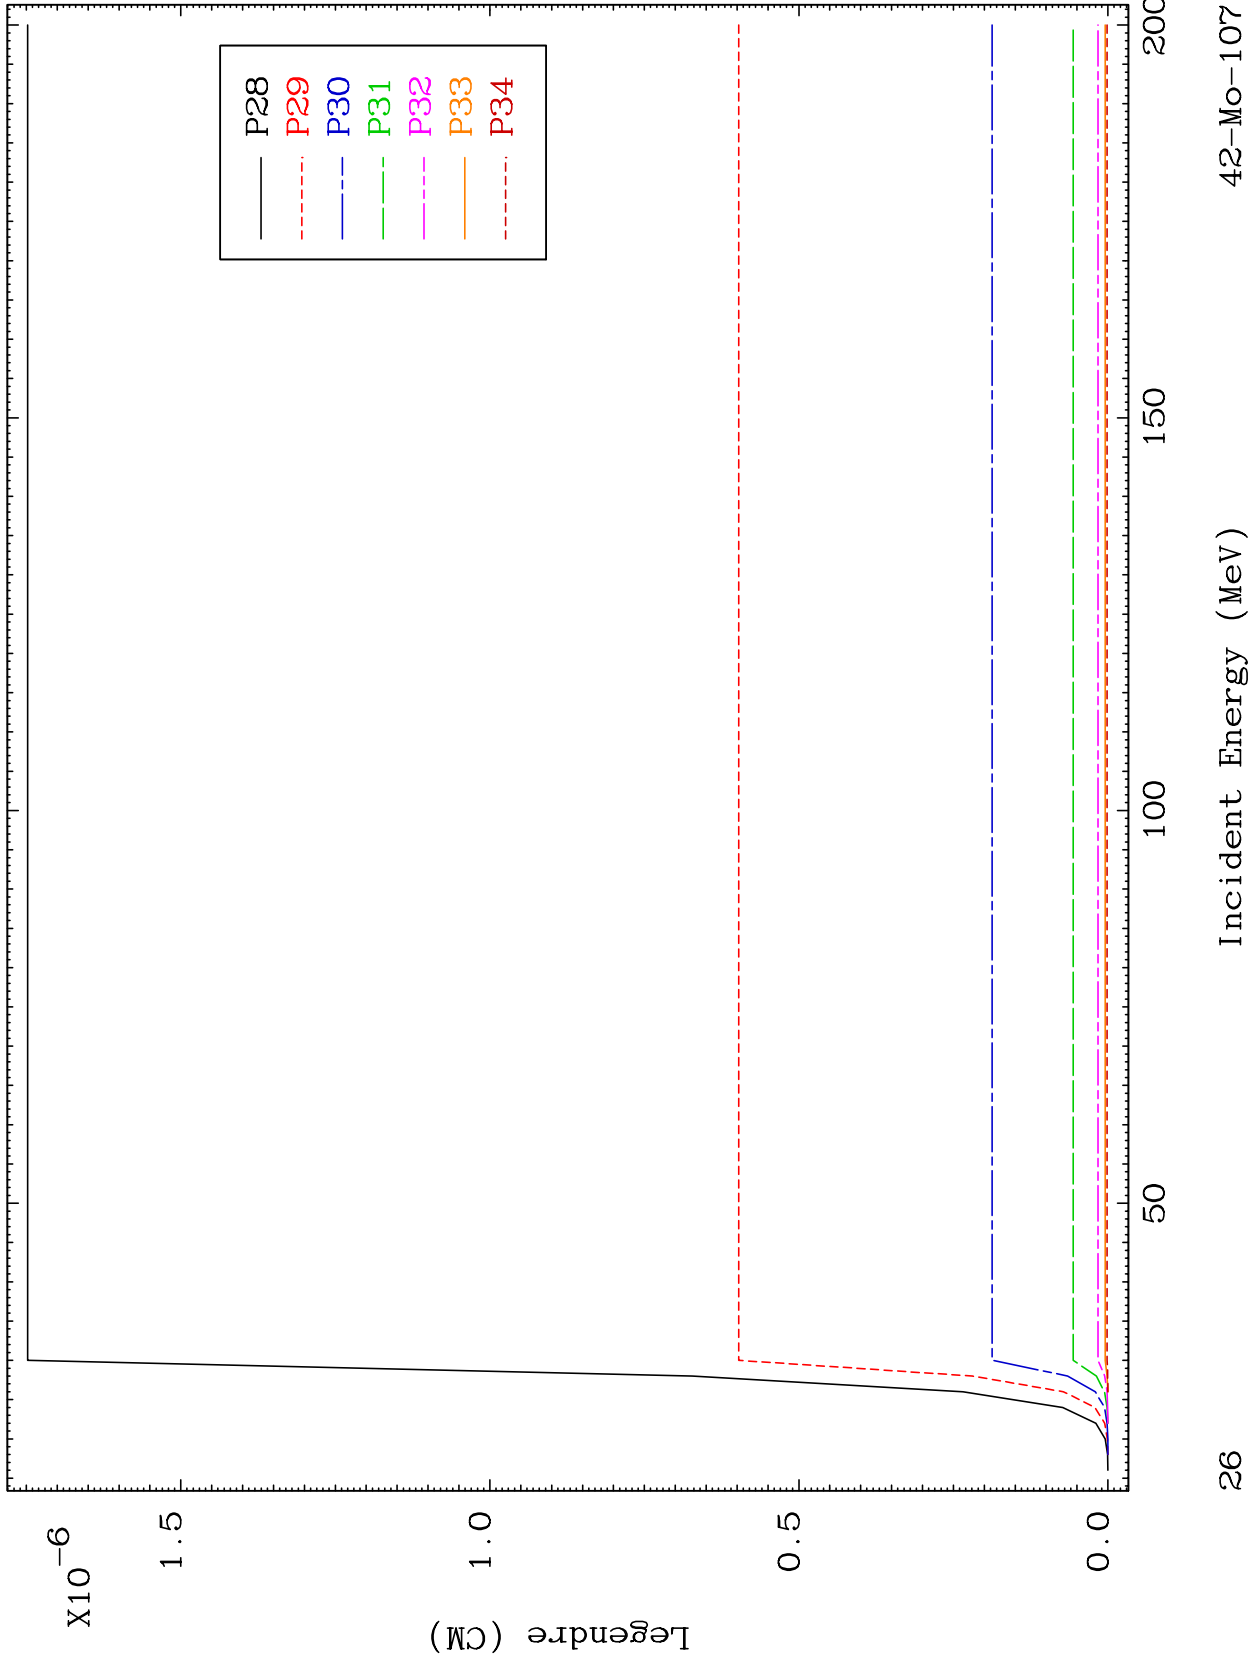 X10-6
1.5
1.0
0.5
0.0
Legendre (CM)
P28
P29
P30
P31
P32
P33
P34
50
100
150
200
Incident Energy (MeV)
26
42-Mo-107